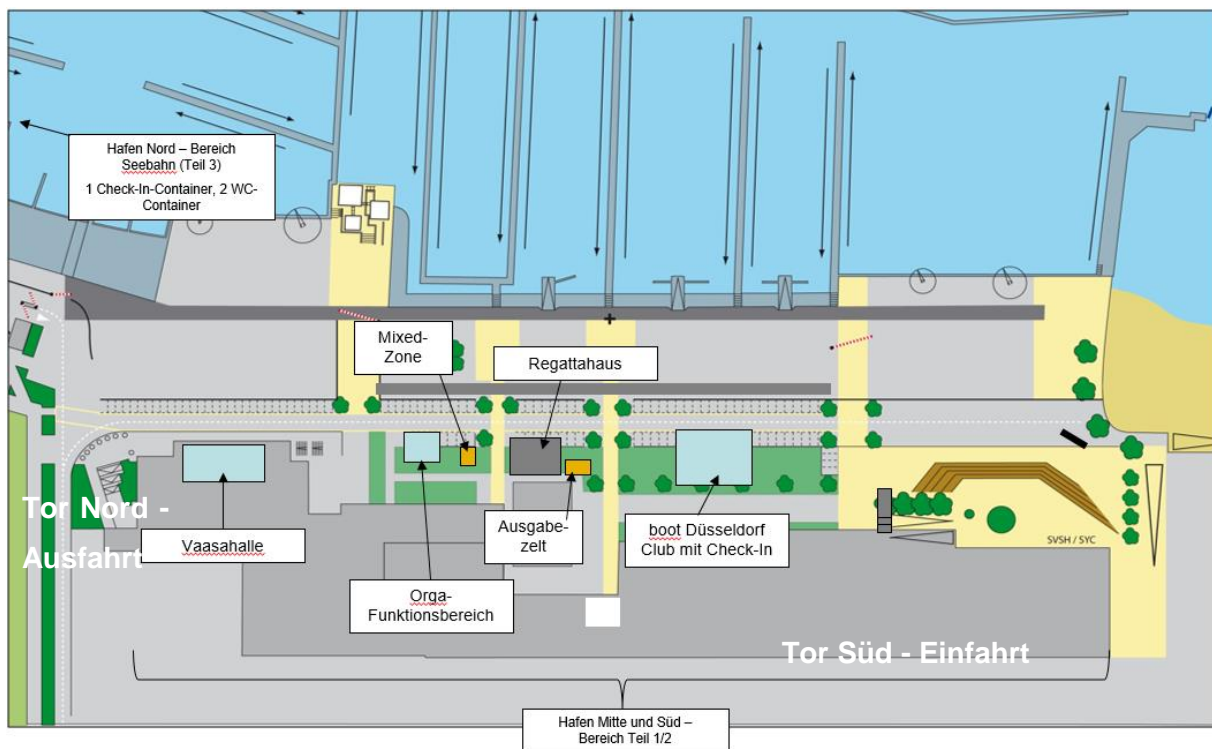 Hafen Nord – Bereich
Seebahn (Teil 3)
1 Check-In-Container, 2 WC-
Container
Mixed-
Zone
Regattahaus
Tor Nord -
Ausfahrt
Vaasahalle
Ausgabe-
zelt
boot Düsseldorf
Club mit Check-In
SVSH / SYC
Orga-
Funktionsbereich
Tor Süd - Einfahrt
Hafen Mitte und Süd –
Bereich Teil 1/2